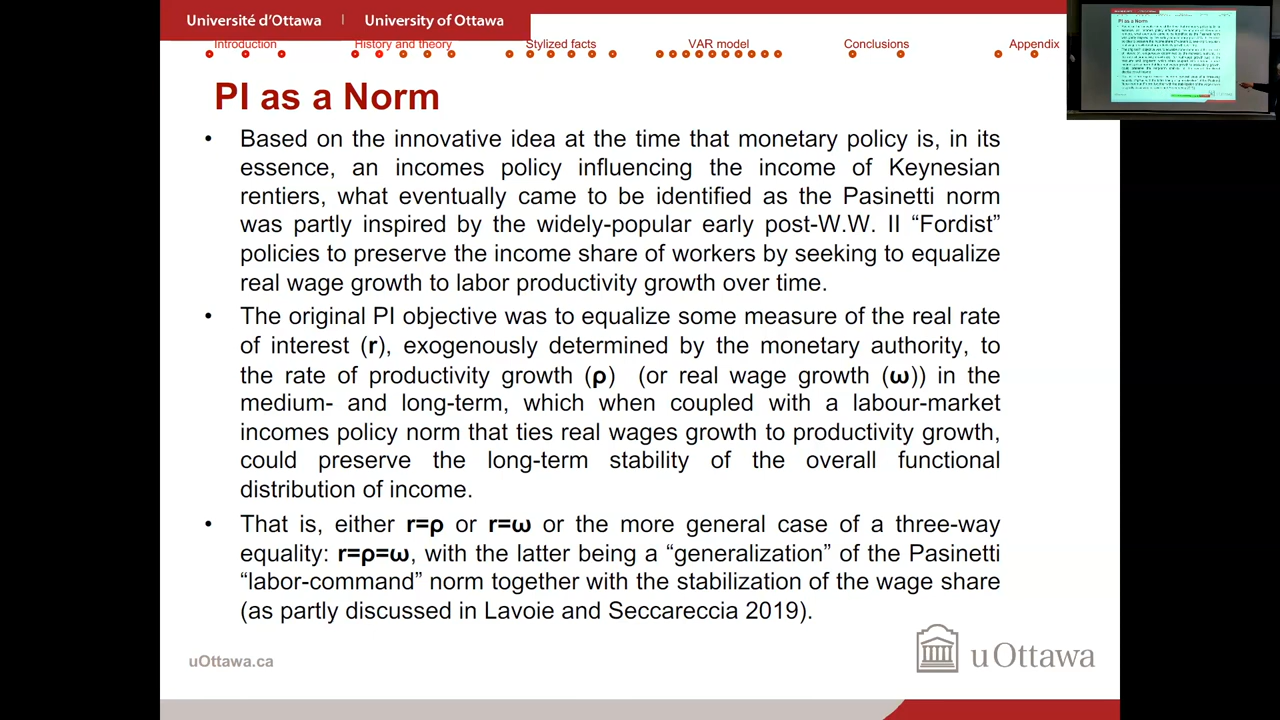 Université d'Ottawa | University of Ottawa
Introduction History and theory Stylized facts VAR model Conclusions Appendix
PI as a Norm
• Based on the innovative idea at the time that monetary policy is, in its
essence, an incomes policy influencing the income of Keynesian
rentiers, what eventually came to be identified as the Pasinetti norm
was partly inspired by the widely-popular early post-W.W. II “Fordist”
policies to preserve the income share of workers by seeking to equalize
real wage growth to labor productivity growth over time.
• The original PI objective was to equalize some measure of the real rate
of interest (r), exogenously determined by the monetary authority, to
the rate of productivity growth (ρ) (or real wage growth (ω)) in the
medium- and long-term, which when coupled with a labour-market
incomes policy norm that ties real wages growth to productivity growth,
could preserve the long-term stability of the overall functional
distribution of income.
• That is, either r=ρ or r=ω or the more general case of a three-way
equality: r=ρ=ω, with the latter being a “generalization” of the Pasinetti
“labor-command” norm together with the stabilization of the wage share
(as partly discussed in Lavoie and Seccareccia 2019).
uOttawa.ca
uOttawa
PI as a Norm